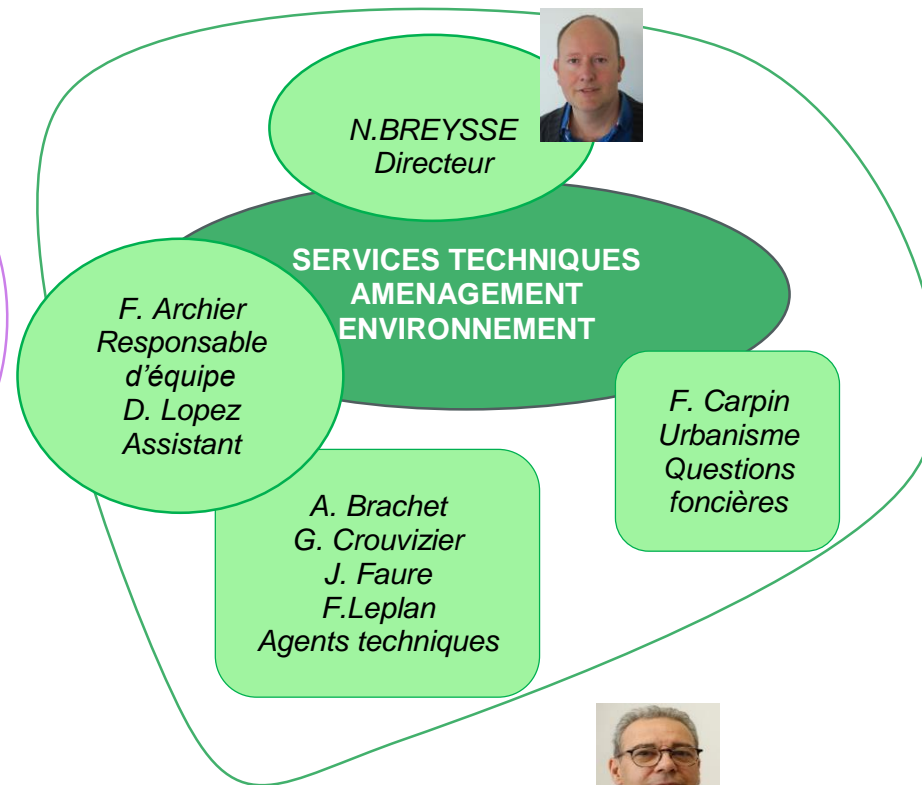 N.BREYSSE
Directeur
SERVICES TECHNIQUES
AMENAGEMENT
ENVIRONNEMENT
F. Archier
Responsable
d'équipe
D. Lopez
Assistant
F. Carpin
Urbanisme
Questions
foncières
A. Brachet
G. Crouvizier
J. Faure
F.Leplan
Agents techniques